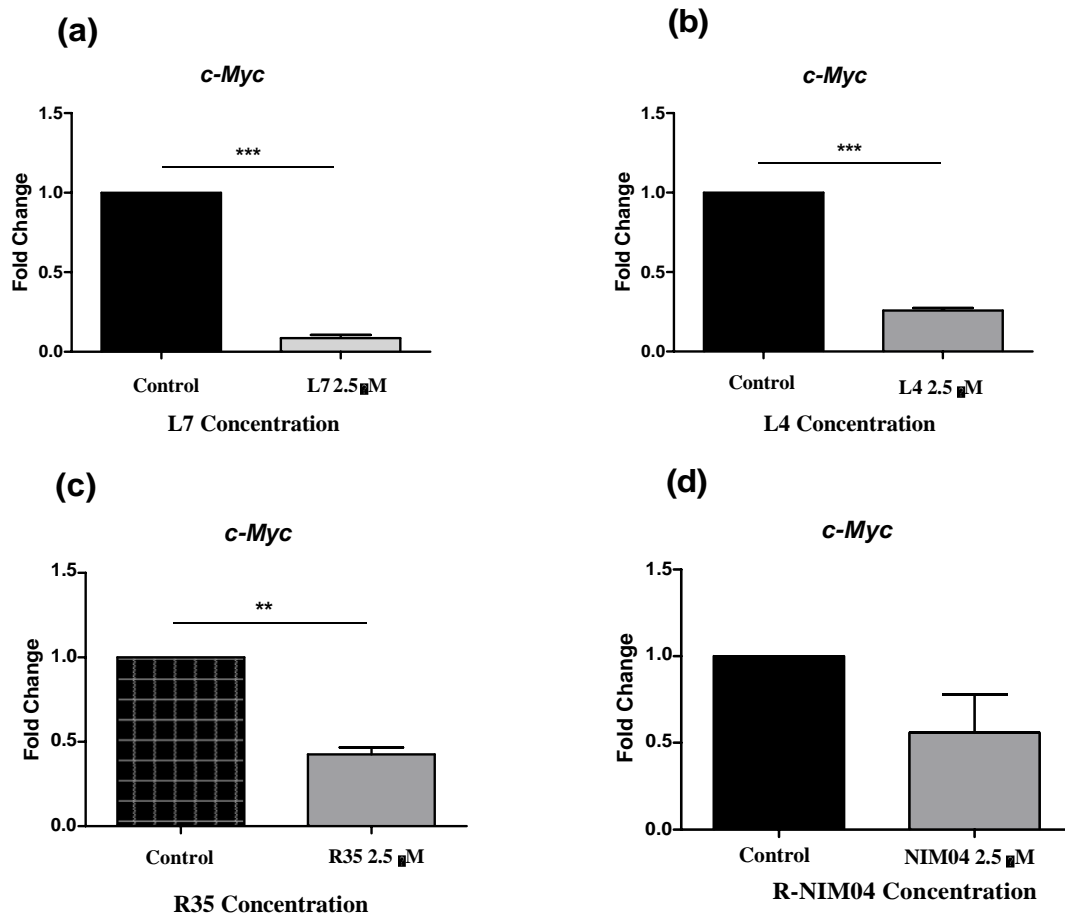 (a)
c-Myc
1.5
***
1.0
Fold Change
0.5
0.0
Control
L7 2.5 �M
L7 Concentration
(b)
c-Myc
1.5
***
1.0
Fold Change
0.5
0.0
Control
L4 2.5 �M
L4 Concentration
(c)
c-Myc
1.5
**
1.0
Fold Change
0.5
0.0
Control
R35 2.5 �M
R35 Concentration
(d)
c-Myc
1.5
1.0
Fold Change
0.5
0.0
Control
NIM04 2.5 �M
R-NIM04 Concentration